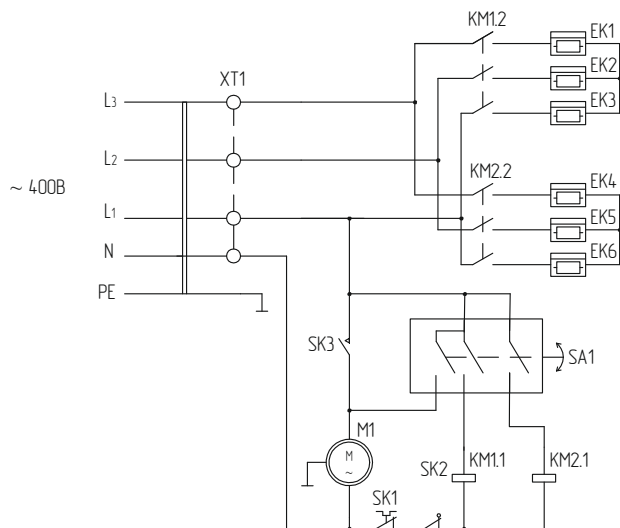 KM1.2
EK1
XT1
EK2
L3
EK3
L2
KM2.2
~ 400В
EK4
L1
EK5
N
EK6
PE
SK3
SA1
M1
M
~
SK2
KM1.1
KM2.1
SK1